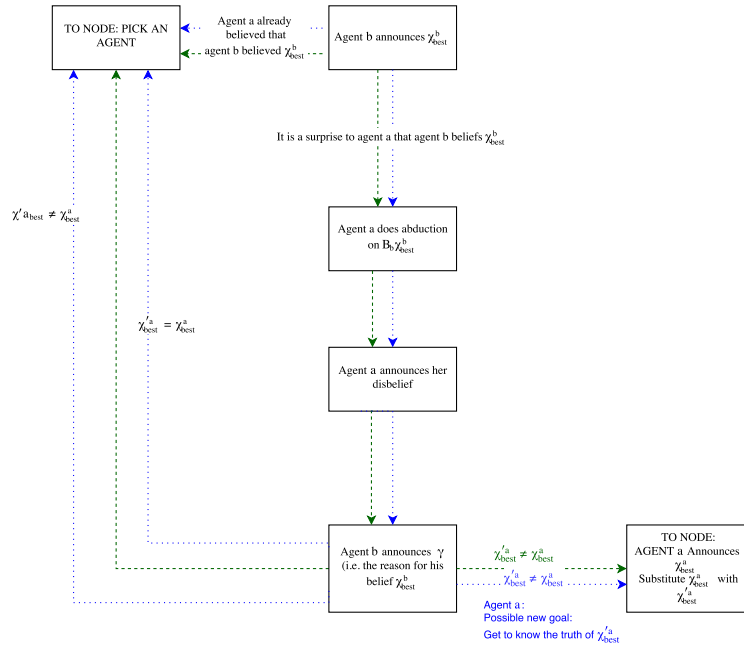 TO NODE: PICK AN
AGENT
Agent a already
believed that
agent b believed χ^b_best
Agent b announces χ^b_best
It is a surprise to agent a that agent b beliefs χ^b_best
χ′a_best ≠ χ^a_best
Agent a does abduction
on B_b χ^b_best
χ′^a_best = χ^a_best
Agent a announces her
disbelief
Agent b announces γ
(i.e. the reason for his
belief χ^b_best
χ′^a_best ≠ χ^a_best
χ′^a_best ≠ χ^a_best
TO NODE:
AGENT a Announces
χ^a_best
Substitute χ^a_best with
χ′^a_best
Agent a:
Possible new goal:
Get to know the truth of χ′^a_best